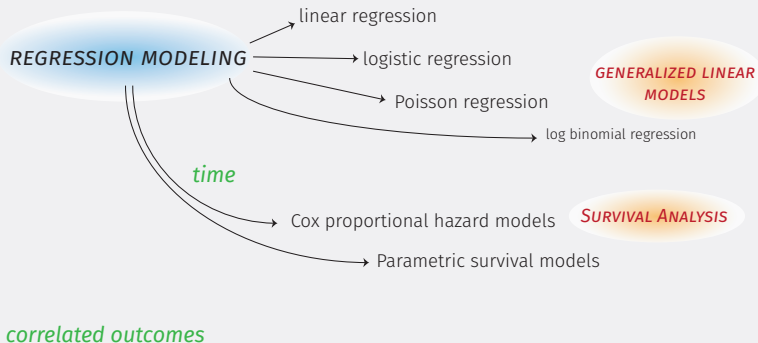 linear regression
REGRESSION MODELING
logistic regression
GENERALIZED LINEAR
MODELS
Poisson regression
log binomial regression
time
Cox proportional hazard models
SURVIVAL ANALYSIS
Parametric survival models
correlated outcomes